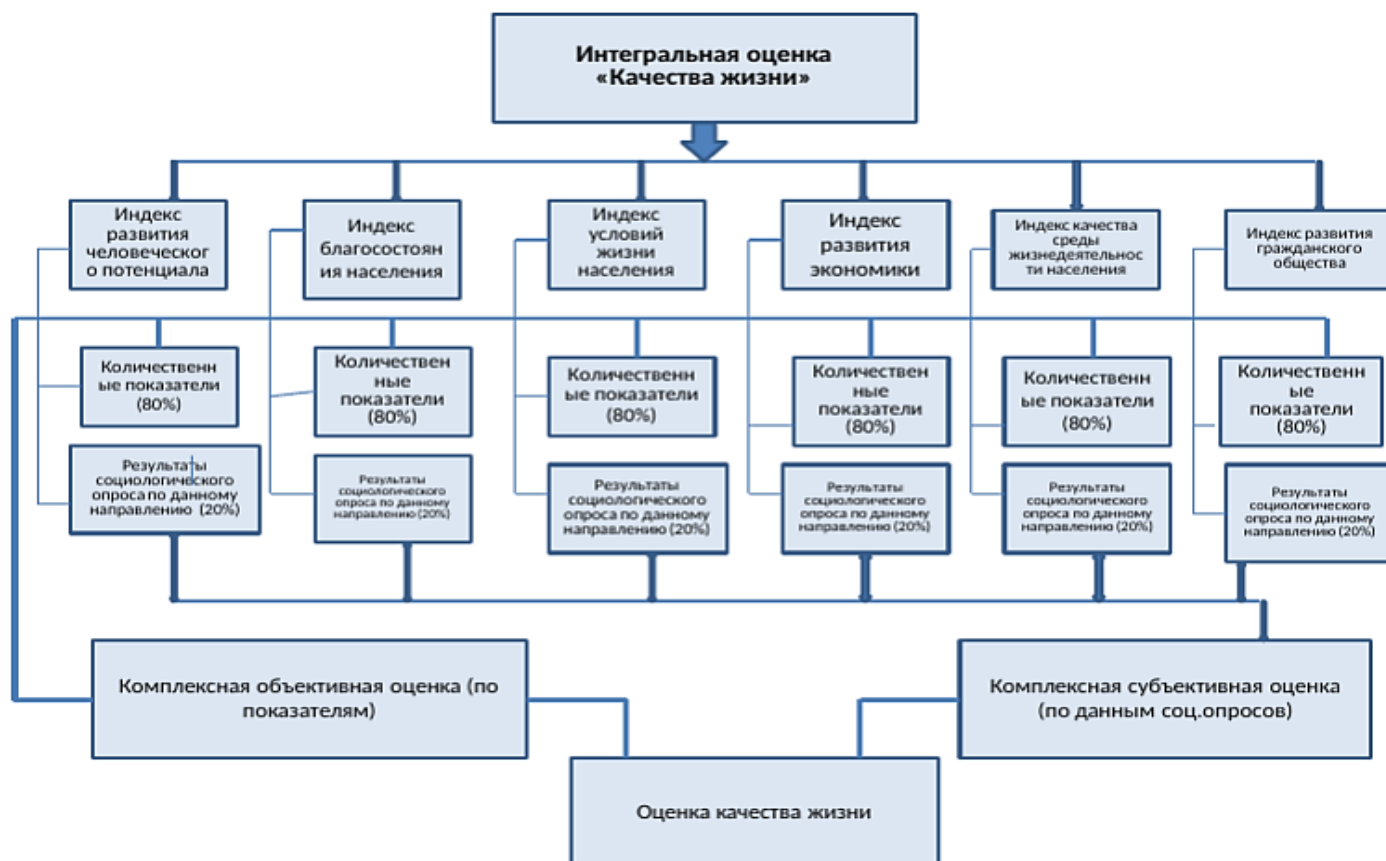 Интегральная оценка
«Качества жизни»
Индекс
развития
человеческог
о потенциала
Индекс
благосостоян
ия населения
Индекс
условий
жизни
населения
Индекс
развития
экономики
Индекс качества
среды
жизнедеятельнос
ти населения
Индекс развития
гражданского
общества
Количественн
ые показатели
(80%)
Количествен
ные
показатели
(80%)
Количественн
ые показатели
(80%)
Количествен
ные
показатели
(80%)
Количественн
ые показатели
(80%)
Количественн
ые
показатели
(80%)
Результаты
социологического
опроса по данному
направлению (20%)
Результаты
социологического
опроса по данному
направлению (20%)
Результаты
социологического
опроса по данному
направлению (20%)
Результаты
социологического
опроса по данному
направлению (20%)
Результаты
социологического
опроса по данному
направлению (20%)
Результаты
социологического
опроса по данному
направлению (20%)
Комплексная объективная оценка (по
показателям)
Комплексная субъективная оценка
(по данным соц.опросов)
Оценка качества жизни